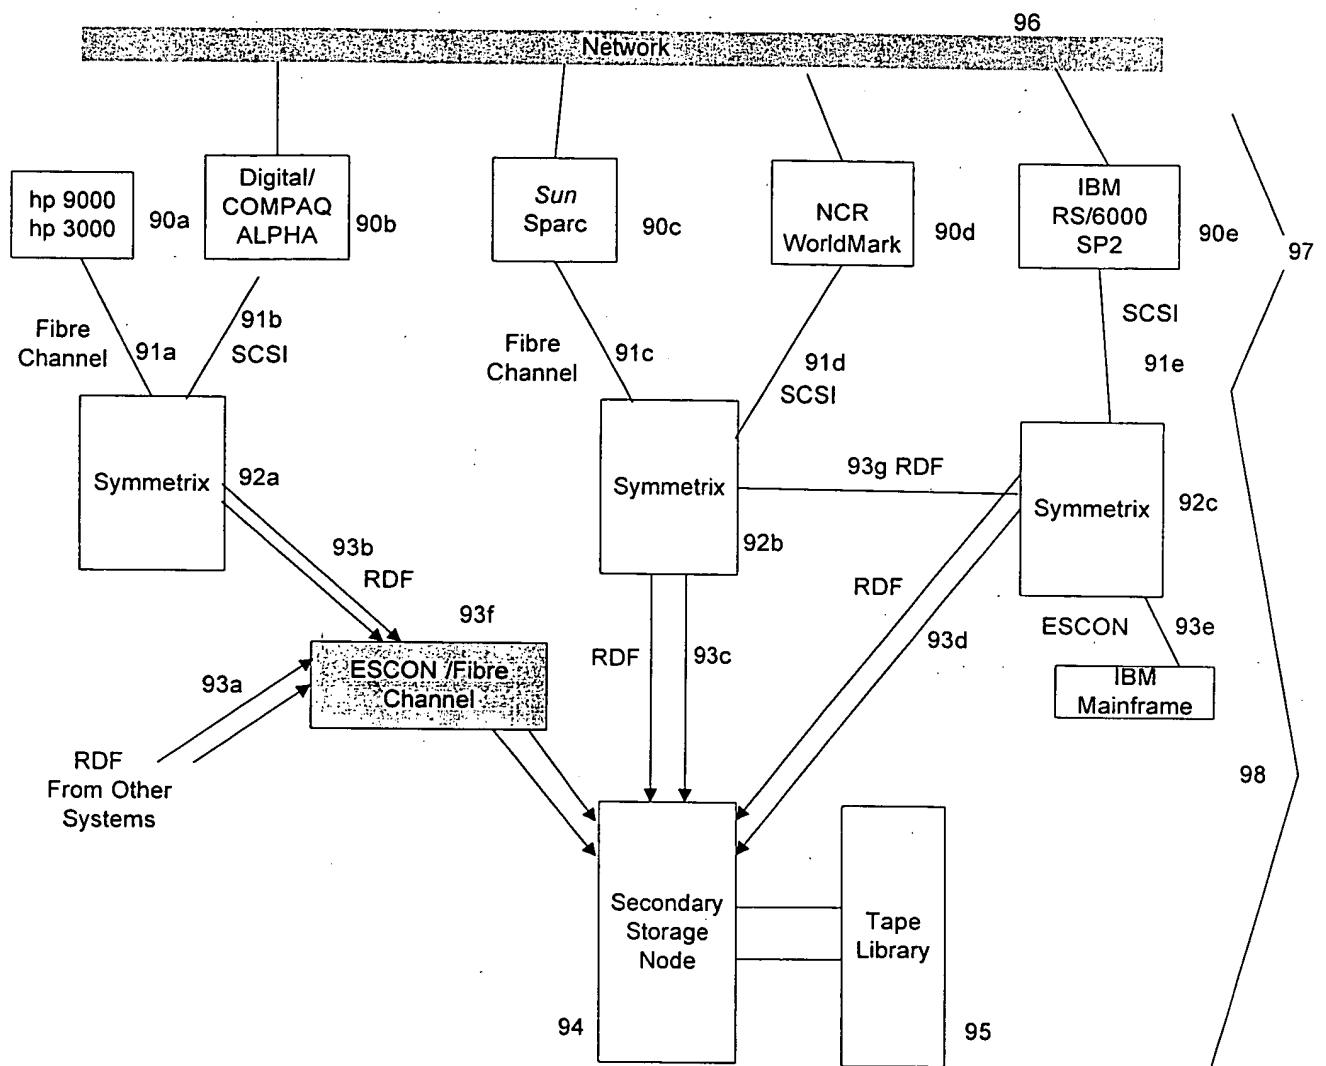 96
Network
hp 9000
hp 3000
90a
Digital/
COMPAQ
ALPHA
90b
Sun
Sparc
90c
NCR
WorldMark
90d
IBM
RS/6000
SP2
90e
97
Fibre
Channel
91a
91b
SCSI
Fibre
Channel
91c
91d
SCSI
SCSI
91e
Symmetrix
92a
Symmetrix
92b
93g RDF
Symmetrix
92c
93b
RDF
93f
ESCON /Fibre
Channel
93a
RDF
From Other
Systems
RDF
93c
RDF
93d
ESCON
93e
IBM
Mainframe
98
Secondary
Storage
Node
94
Tape
Library
95